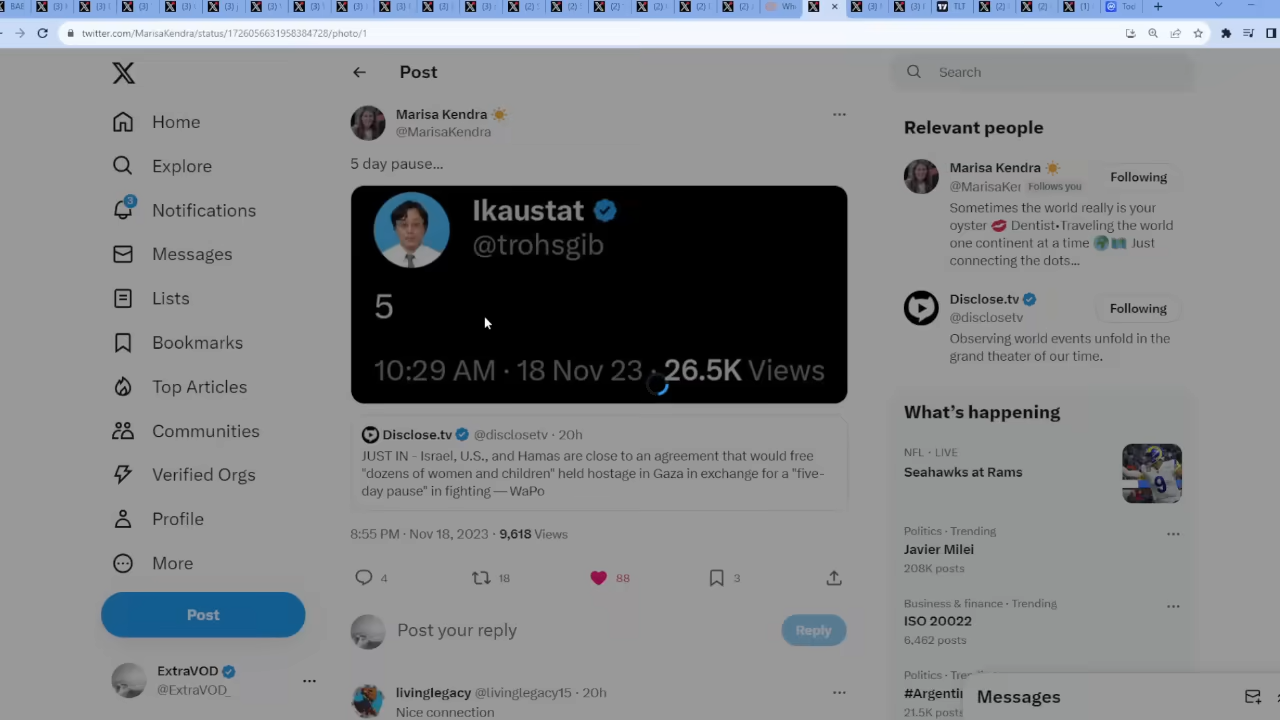 BAE
twitter.com/MarisaKendra/status/1726056631958384728/photo/1
Home
Explore
3
Notifications
Messages
Lists
Bookmarks
Top Articles
Communities
Verified Orgs
Profile
More
Post
ExtraVOD
@ExtraVOD_
Post
Marisa Kendra ☀️
@MarisaKendra
5 day pause...
Ikaustat
@trohsgib
5
10:29 AM · 18 Nov 23 · 26.5K Views
Disclose.tv @disclosetv · 20h
JUST IN - Israel, U.S., and Hamas are close to an agreement that would free
"dozens of women and children" held hostage in Gaza in exchange for a "five-
day pause" in fighting — WaPo
8:55 PM · Nov 18, 2023 · 9,618 Views
4 18 88 3
Post your reply
Reply
livinglegacy @livinglegacy15 · 20h
Nice connection
Search
Relevant people
Marisa Kendra ☀️
@MarisaKer Follows you
Following
Sometimes the world really is your
oyster 💋 Dentist•Traveling the world
one continent at a time 🌍🗺️ Just
connecting the dots...
Disclose.tv
@disclosetv
Following
Observing world events unfold in the
grand theater of our time.
What's happening
NFL · LIVE
Seahawks at Rams
Politics · Trending
Javier Milei
208K posts
Business & finance · Trending
ISO 20022
6,462 posts
Politics · Tre
#Argentin
21.5K posts
Messages